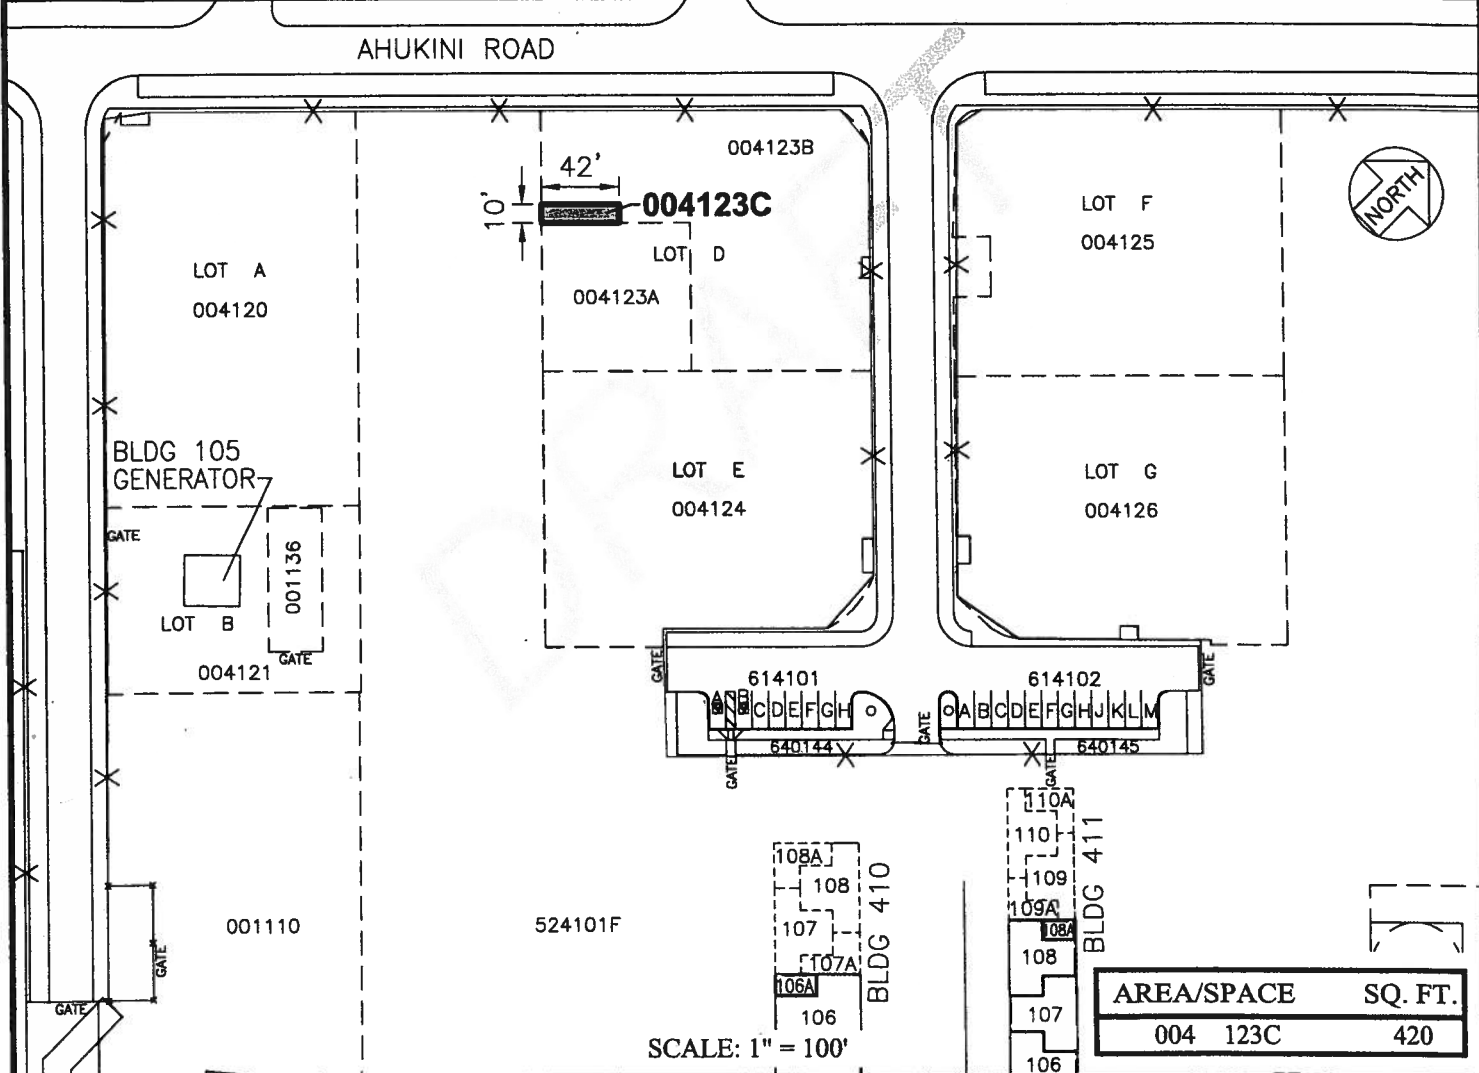 AHUKINI ROAD
004123B
42'
10'
004123C
LOT F
004125
NORTH
LOT A
004120
LOT D
004123A
BLDG 105
GENERATOR
LOT E
004124
LOT G
004126
GATE
001136
LOT B
GATE
004121
GATE
614101
614102
GATE
A B C D E F G H
A B C D E F G H J K L M
GATE
640144
640145
GATE
GATE
110A
110
109
109A
108A
108
107
106
BLDG 411
108A
108
107
107A
106A
106
BLDG 410
001110
524101F
GATE
GATE
AREA/SPACE SQ. FT.
004 123C 420
SCALE: 1" = 100'
DRAFT